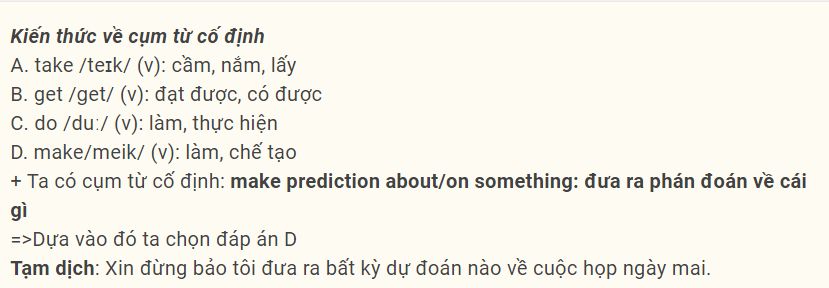 Kiến thức về cụm từ cố định
A. take /teɪk/ (v): cầm, nắm, lấy
B. get /get/ (v): đạt được, có được
C. do /duː/ (v): làm, thực hiện
D. make/meik/ (v): làm, chế tạo
+ Ta có cụm từ cố định: make prediction about/on something: đưa ra phán đoán về cái
gì
=>Dựa vào đó ta chọn đáp án D
Tạm dịch: Xin đừng bảo tôi đưa ra bất kỳ dự đoán nào về cuộc họp ngày mai.